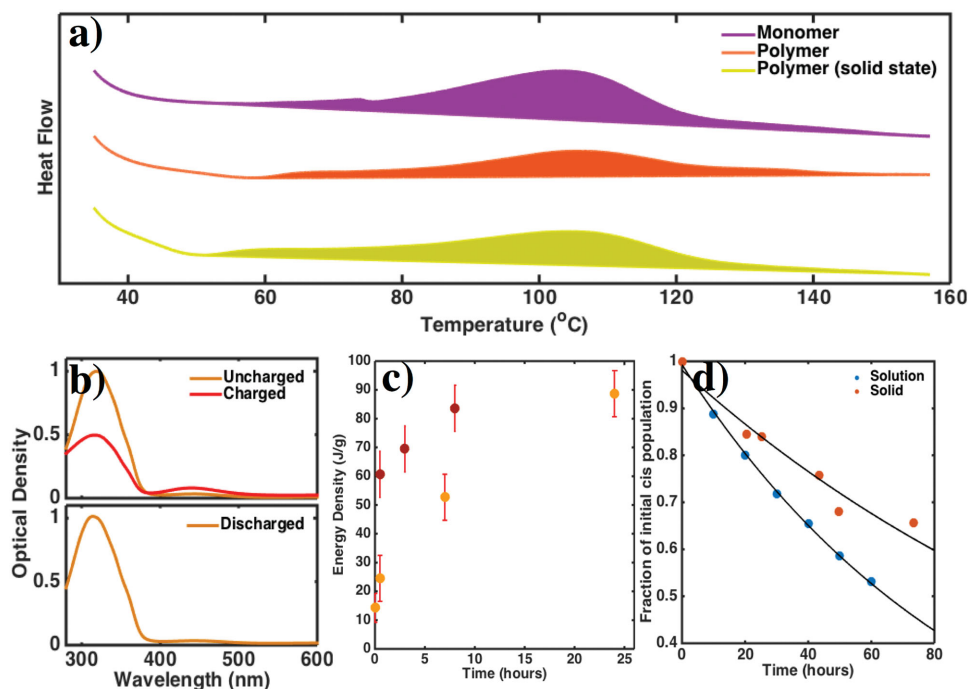 a)
Monomer
Polymer
Polymer (solid state)
Heat Flow
40 60 80 100 120 140 160
Temperature (°C)
b)
Uncharged
Charged
1
0.5
0
Discharged
1
0.5
0
Optical Density
300 400 500 600
Wavelength (nm)
c)
100
90
80
70
60
50
40
30
20
10
0
Energy Density (J/g)
0 5 10 15 20 25
Time (hours)
d)
Solution
Solid
1
0.9
0.8
0.7
0.6
0.5
0.4
Fraction of initial cis population
0 20 40 60 80
Time (hours)